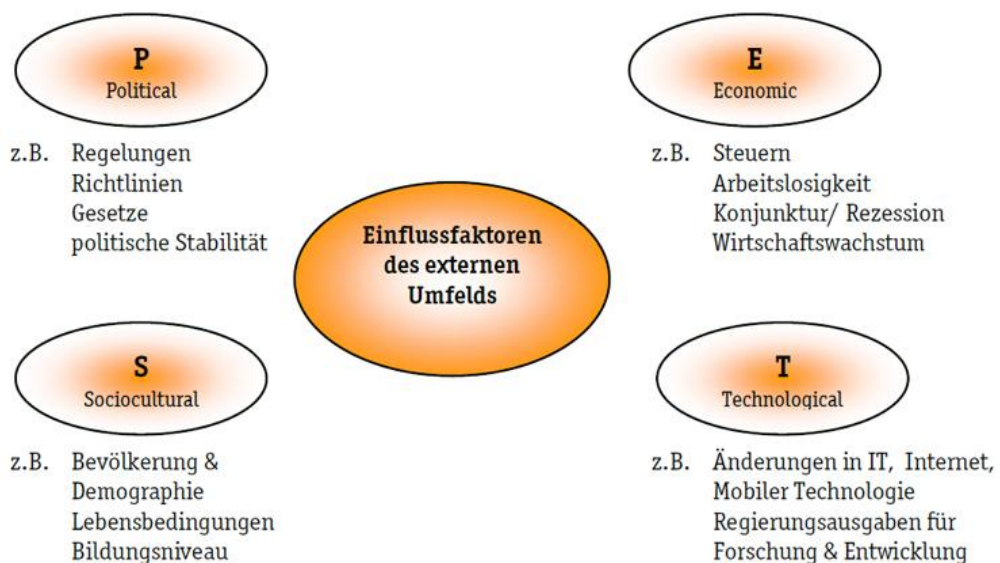 P
Political
z.B. Regelungen
Richtlinien
Gesetze
politische Stabilität
E
Economic
z.B. Steuern
Arbeitslosigkeit
Konjunktur/ Rezession
Wirtschaftswachstum
Einflussfaktoren
des externen
Umfelds
S
Sociocultural
z.B. Bevölkerung &
Demographie
Lebensbedingungen
Bildungsniveau
T
Technological
z.B. Änderungen in IT, Internet,
Mobiler Technologie
Regierungsausgaben für
Forschung & Entwicklung